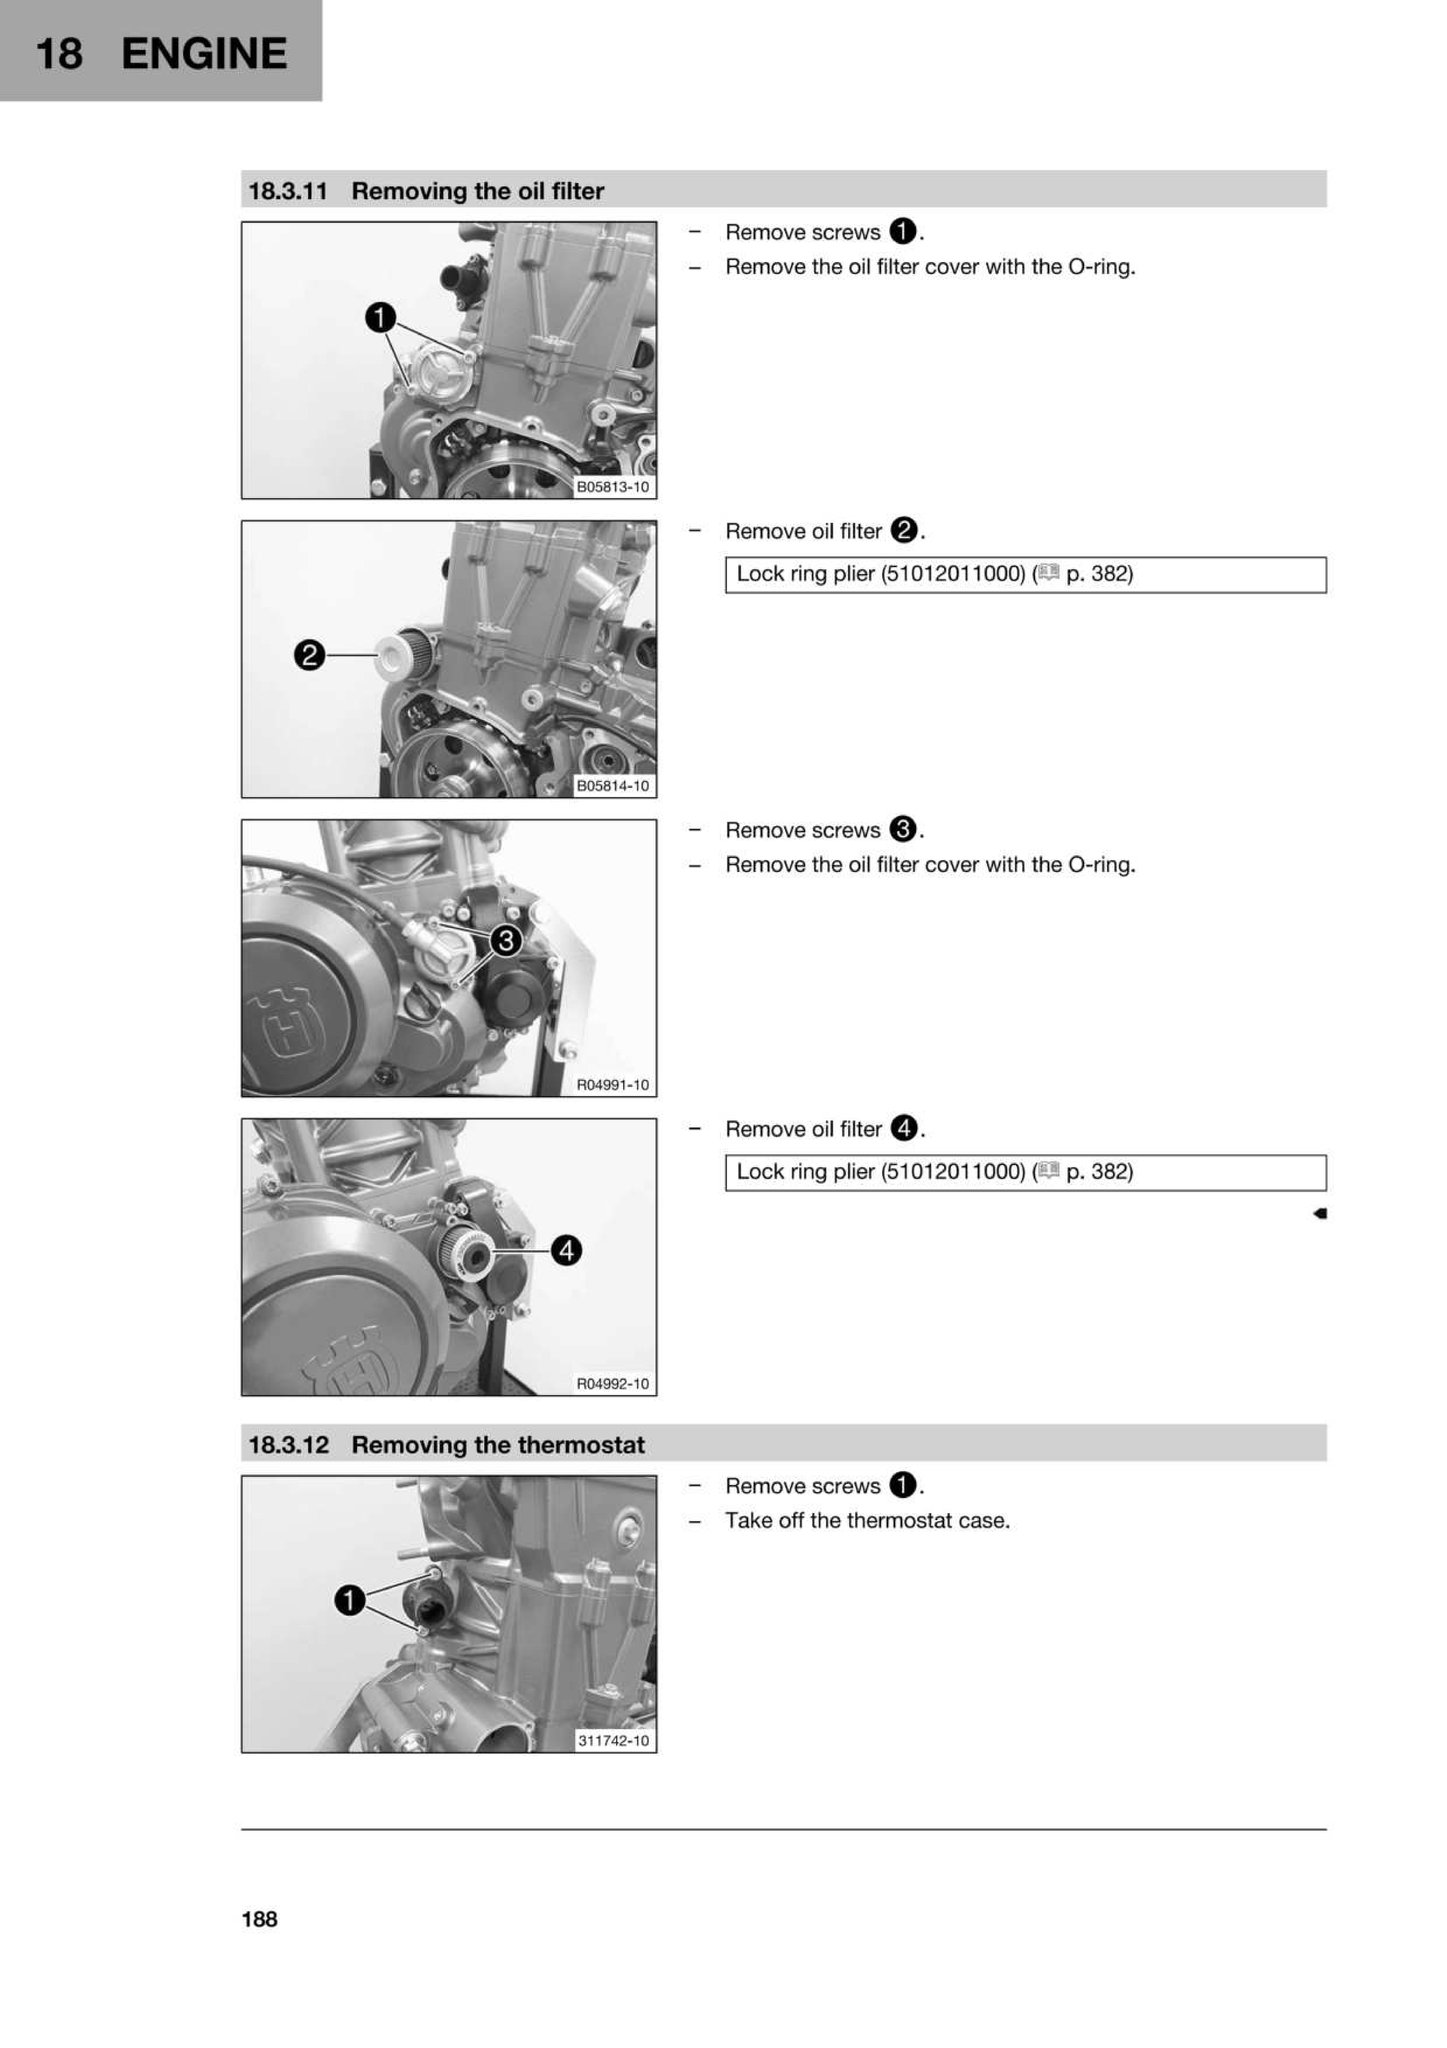 18 ENGINE
18.3.11 Removing the oil filter
1
B05813-10
– Remove screws 1.
– Remove the oil filter cover with the O-ring.
2
B05814-10
– Remove oil filter 2.
Lock ring plier (51012011000) (p. 382)
3
R04991-10
– Remove screws 3.
– Remove the oil filter cover with the O-ring.
4
R04992-10
– Remove oil filter 4.
Lock ring plier (51012011000) (p. 382)
18.3.12 Removing the thermostat
1
311742-10
– Remove screws 1.
– Take off the thermostat case.
188